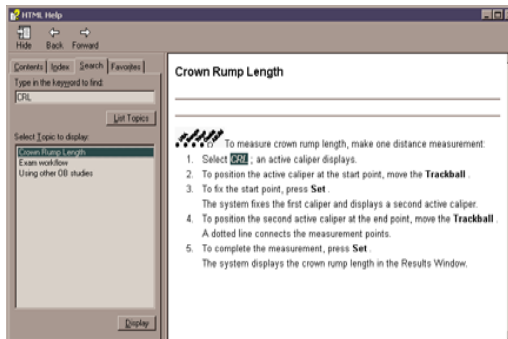 HTML Help
Hide Back Forward
Contents Index Search Favorites
Type in the keyword to find:
CRL
List Topics
Select Topic to display:
Crown Rump Length
Exam workflow
Using other OB studies
Display
Crown Rump Length
To measure crown rump length, make one distance measurement:
1. Select CRL ; an active caliper displays.
2. To position the active caliper at the start point, move the Trackball .
3. To fix the start point, press Set .
The system fixes the first caliper and displays a second active caliper.
4. To position the second active caliper at the end point, move the Trackball .
A dotted line connects the measurement points.
5. To complete the measurement, press Set .
The system displays the crown rump length in the Results Window.